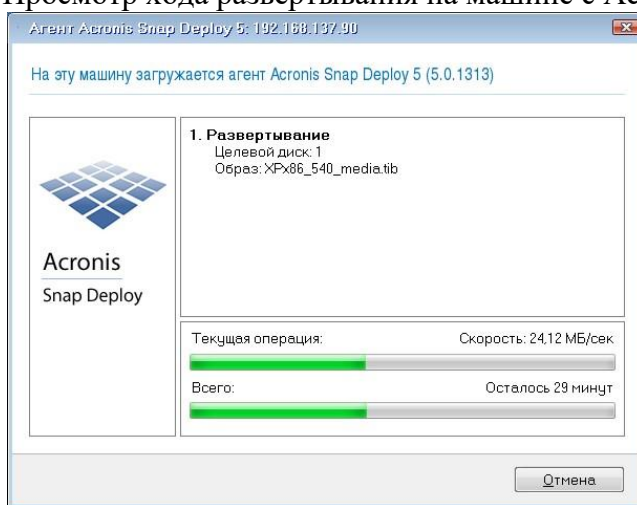 Просмотр хода развертывания на машине с Ac
Агент Acronis Snap Deploy 5: 192.168.137.90
На эту машину загружается агент Acronis Snap Deploy 5 (5.0.1313)
1. Развертывание
Целевой диск: 1
Образ: XPx86_540_media.tib
Acronis
Snap Deploy
Текущая операция: Скорость: 24,12 МБ/сек
Всего: Осталось 29 минут
Отмена